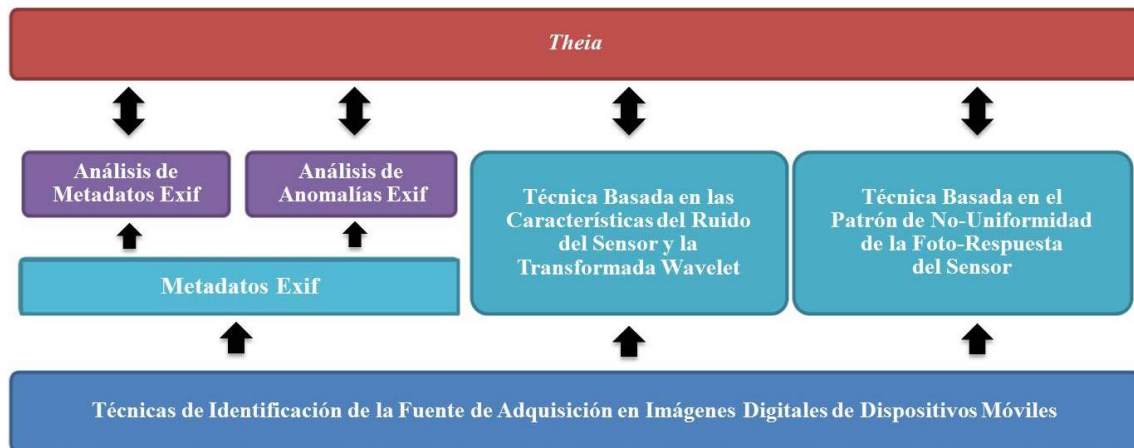 Theia
Análisis de
Metadatos Exif
Análisis de
Anomalías Exif
Técnica Basada en las
Características del Ruido
del Sensor y la
Transformada Wavelet
Técnica Basada en el
Patrón de No-Uniformidad
de la Foto-Respuesta
del Sensor
Metadatos Exif
Técnicas de Identificación de la Fuente de Adquisición en Imágenes Digitales de Dispositivos Móviles